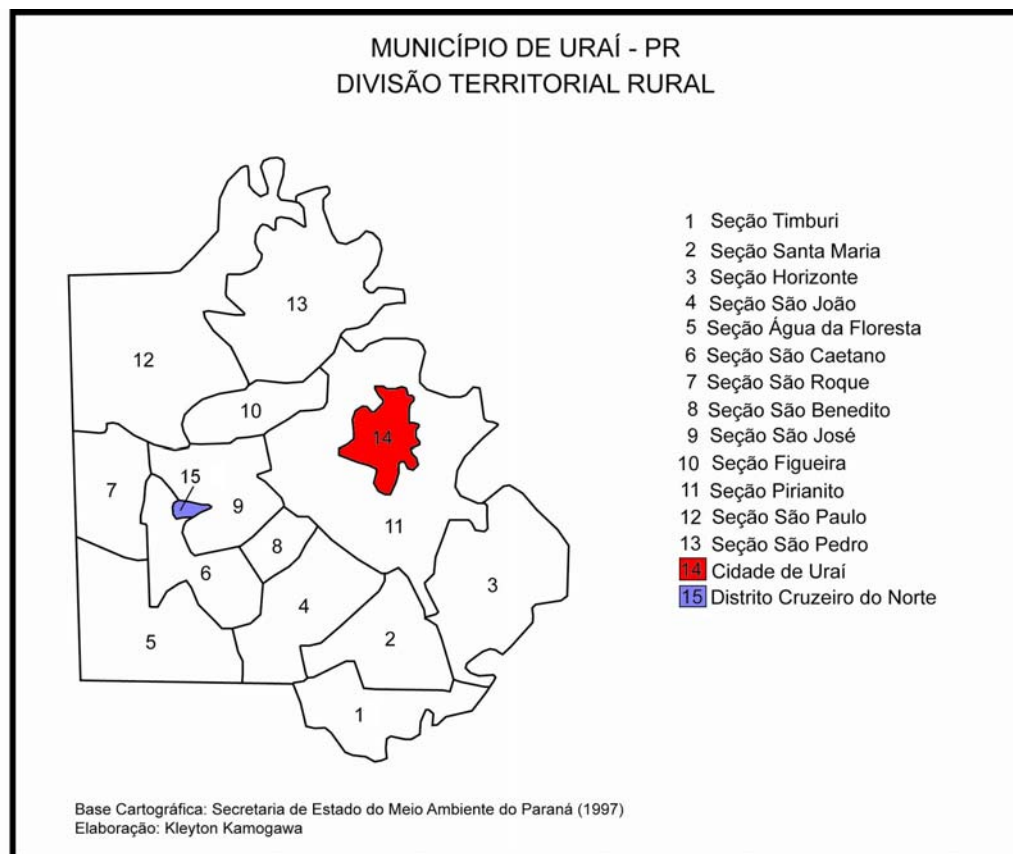 MUNICÍPIO DE URAÍ - PR
DIVISÃO TERRITORIAL RURAL
1 Seção Timburi
2 Seção Santa Maria
3 Seção Horizonte
4 Seção São João
5 Seção Água da Floresta
6 Seção São Caetano
7 Seção São Roque
8 Seção São Benedito
9 Seção São José
10 Seção Figueira
11 Seção Pirianito
12 Seção São Paulo
13 Seção São Pedro
14 Cidade de Uraí
15 Distrito Cruzeiro do Norte
13
12
10
14
15
7
9
11
8
6
3
4
5
2
1
Base Cartográfica: Secretaria de Estado do Meio Ambiente do Paraná (1997)
Elaboração: Kleyton Kamogawa